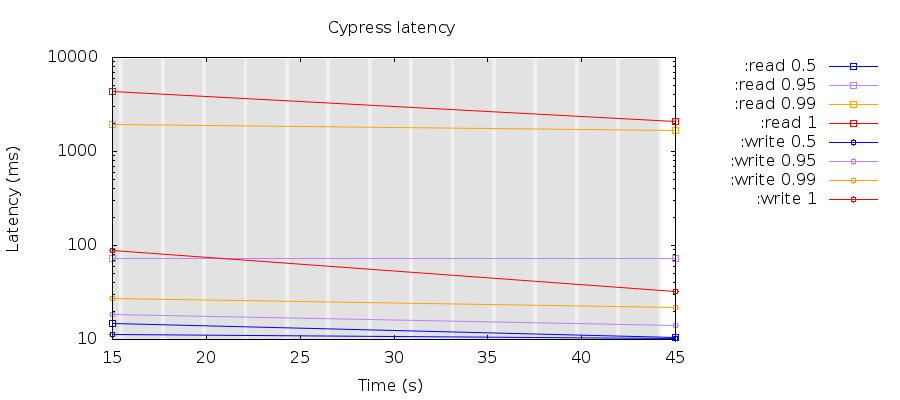 Cypress latency
10000
1000
100
10
Latency (ms)
15 20 25 30 35 40 45
Time (s)
:read 0.5
:read 0.95
:read 0.99
:read 1
:write 0.5
:write 0.95
:write 0.99
:write 1